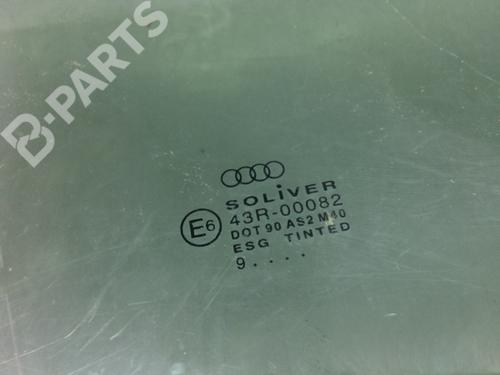 B-PARTS
SOLIVER
E6
43R-00082
DOT 90 AS2 M40
ESG TINTED
9 . . . .